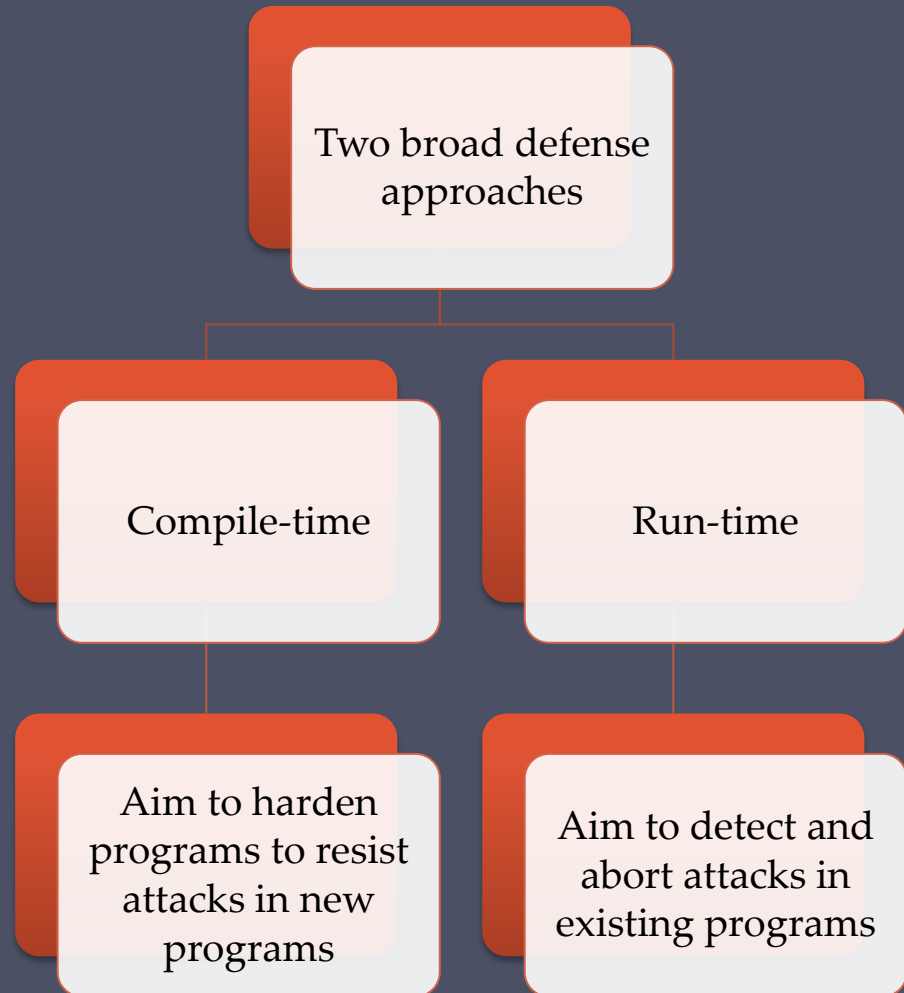 Two broad defense
approaches
Compile-time
Run-time
Aim to harden
programs to resist
attacks in new
programs
Aim to detect and
abort attacks in
existing programs